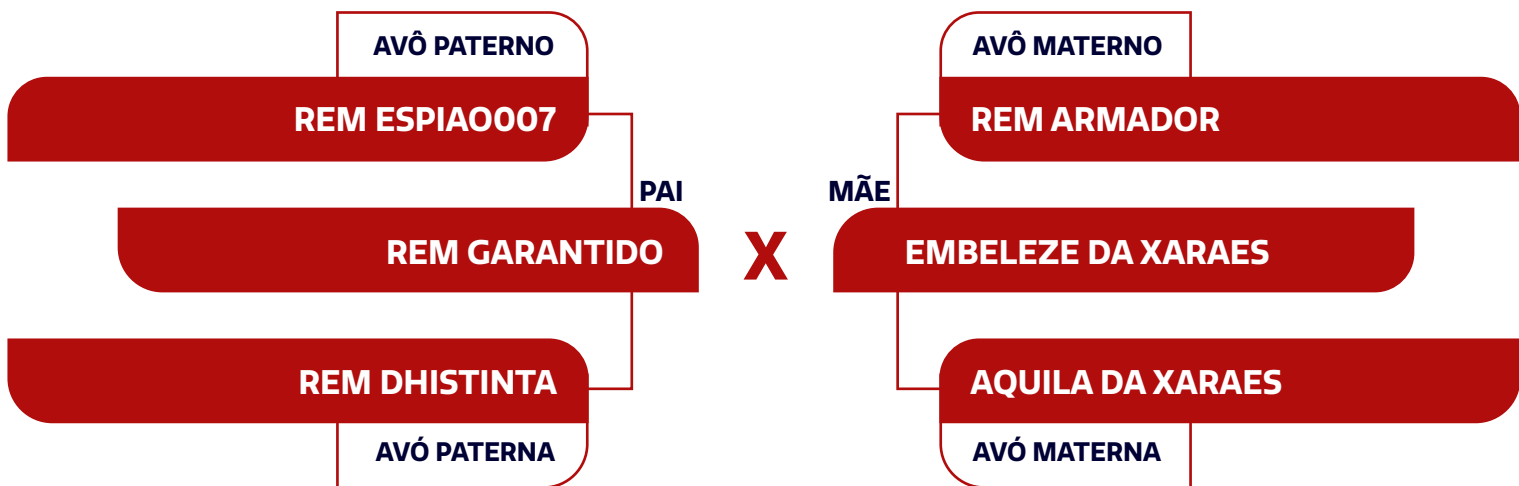 AVÔ PATERNO
REM ESPIAO007
PAI
REM GARANTIDO
REM DHISTINTA
AVÓ PATERNA
X
AVÔ MATERNO
REM ARMADOR
MÃE
EMBELEZE DA XARAES
AQUILA DA XARAES
AVÓ MATERNA